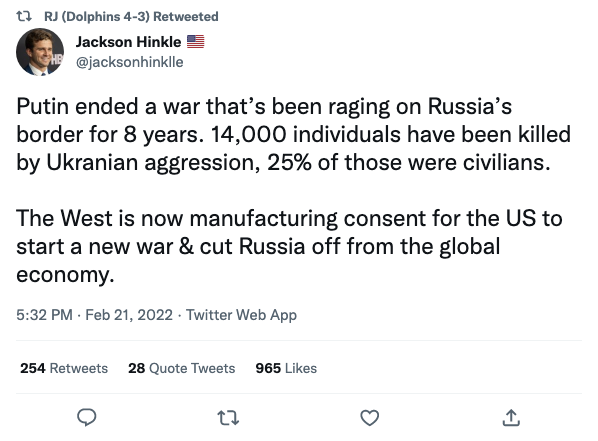 RJ (Dolphins 4-3) Retweeted
Jackson Hinkle 🇺🇸
@jacksonhinklle
Putin ended a war that’s been raging on Russia’s
border for 8 years. 14,000 individuals have been killed
by Ukranian aggression, 25% of those were civilians.
The West is now manufacturing consent for the US to
start a new war & cut Russia off from the global
economy.
5:32 PM · Feb 21, 2022 · Twitter Web App
254 Retweets 28 Quote Tweets 965 Likes